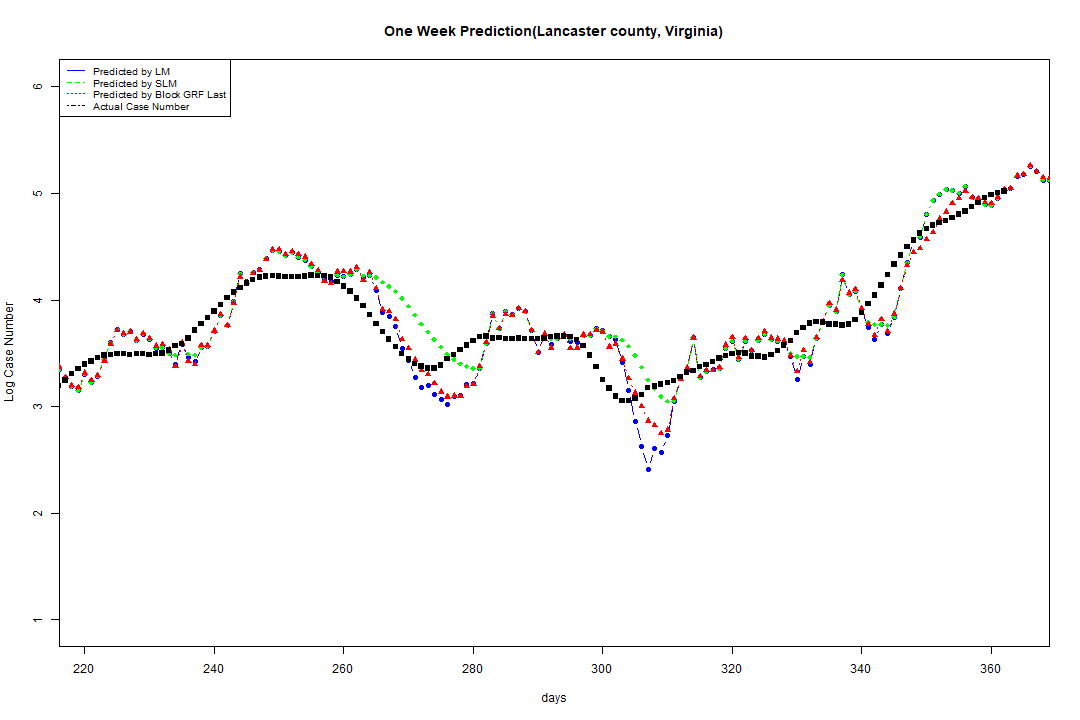 One Week Prediction(Lancaster county, Virginia)
Predicted by LM
Predicted by SLM
Predicted by Block GRF Last
Actual Case Number
6
5
4
3
2
1
Log Case Number
220 240 260 280 300 320 340 360
days